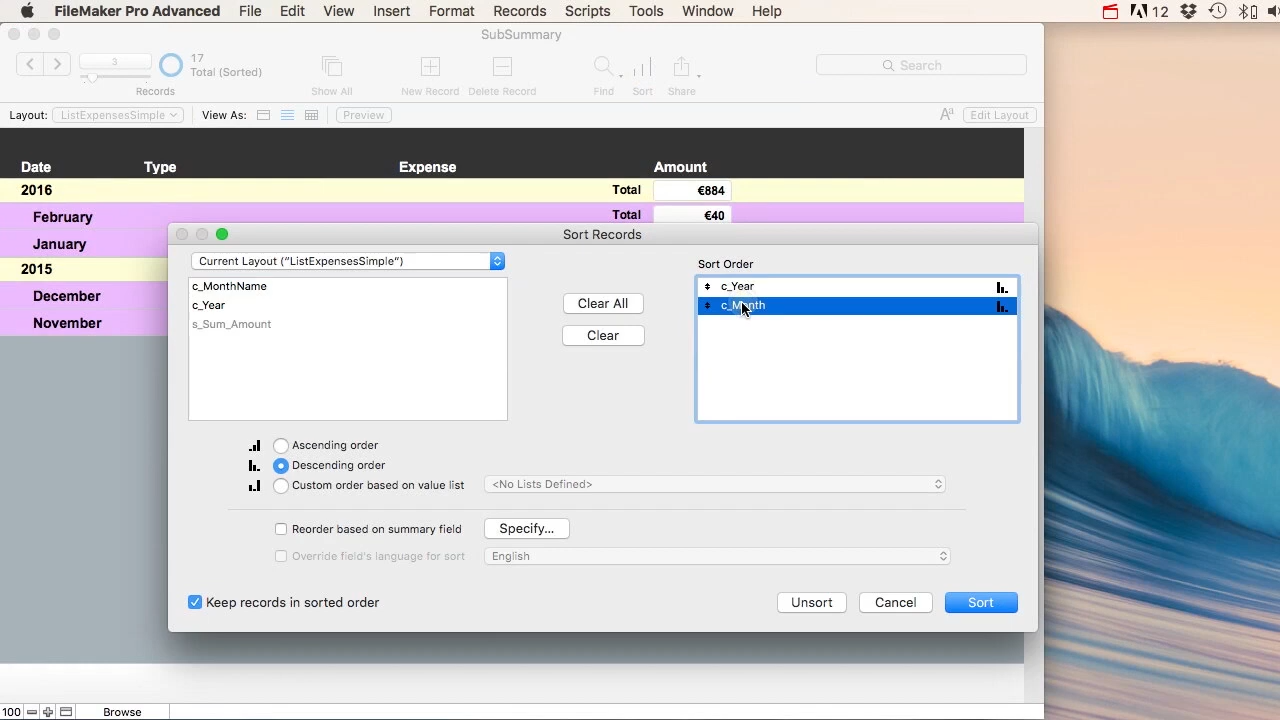 FileMaker Pro Advanced File Edit View Insert Format Records Scripts Tools Window Help 12
SubSummary
3 17
Total (Sorted)
Search
Records Show All New Record Delete Record Find Sort Share
Layout: ListExpensesSimple View As: Preview Aa Edit Layout
Date Type Expense Amount
2016 Total €884
February Total €40
January
2015
December
November
Sort Records
Current Layout (“ListExpensesSimple”)
c_MonthName
c_Year
s_Sum_Amount
Clear All
Clear
Sort Order
c_Year
c_Month
Ascending order
Descending order
Custom order based on value list <No Lists Defined>
Reorder based on summary field Specify...
Override field's language for sort English
Keep records in sorted order Unsort Cancel Sort
100 Browse